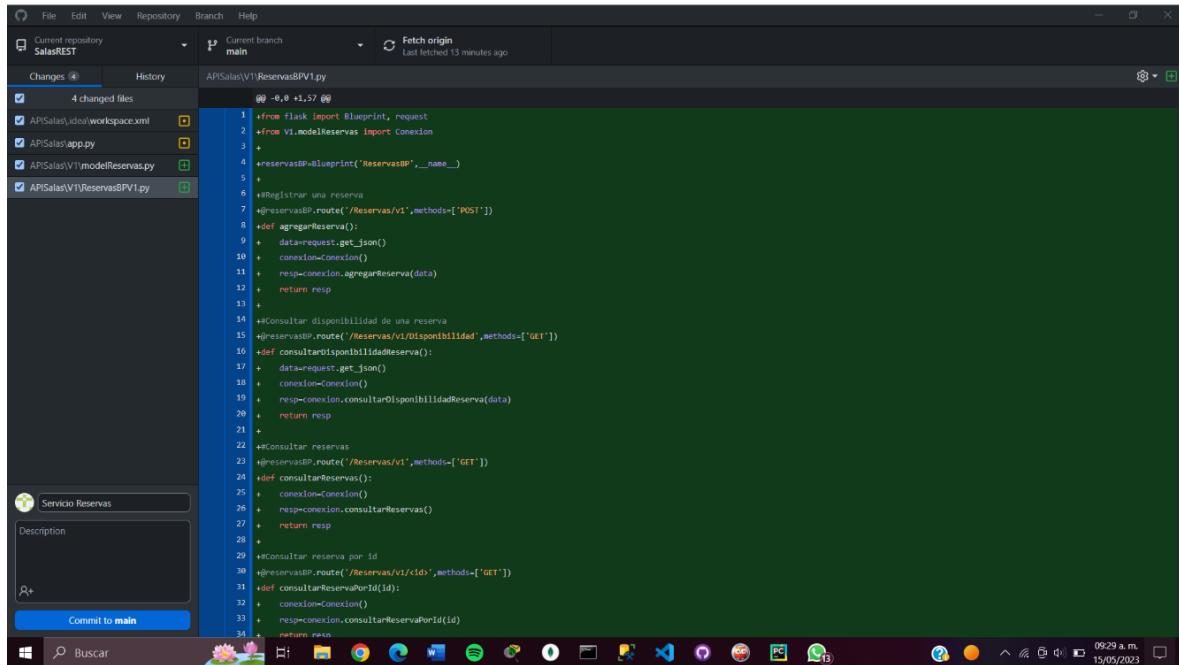 File Edit View Repository Branch Help
Current repository
SalasREST
Current branch
main
Fetch origin
Last fetched 13 minutes ago
Changes 4 History
APISalas\V1\ReservasBPV1.py
4 changed files
APISalas\.idea\workspace.xml
APISalas\app.py
APISalas\V1\modelReservas.py
APISalas\V1\ReservasBPV1.py
@@ -0,0 +1,57 @@
1 +from flask import Blueprint, request
2 +from V1.modelReservas import Conexion
3 +
4 +reservasBP=Blueprint('ReservasBP',__name__)
5 +
6 +#Registrar una reserva
7 +@reservasBP.route('/Reservas/v1',methods=['POST'])
8 +def agregarReserva():
9 + data=request.get_json()
10 + conexion=Conexion()
11 + resp=conexion.agregarReserva(data)
12 + return resp
13 +
14 +#Consultar disponibilidad de una reserva
15 +@reservasBP.route('/Reservas/v1/Disponibilidad',methods=['GET'])
16 +def consultarDisponibilidadReserva():
17 + data=request.get_json()
18 + conexion=Conexion()
19 + resp=conexion.consultarDisponibilidadReserva(data)
20 + return resp
21 +
22 +#Consultar reservas
23 +@reservasBP.route('/Reservas/v1',methods=['GET'])
24 +def consultarReservas():
25 + conexion=Conexion()
26 + resp=conexion.consultarReservas()
27 + return resp
28 +
29 +#Consultar reserva por id
30 +@reservasBP.route('/Reservas/v1/<id>',methods=['GET'])
31 +def consultarReservaPorId(id):
32 + conexion=Conexion()
33 + resp=conexion.consultarReservaPorId(id)
34 + return resp
Servicio Reservas
Description
Commit to main
Buscar
PC
13
09:29 a. m.
15/05/2023